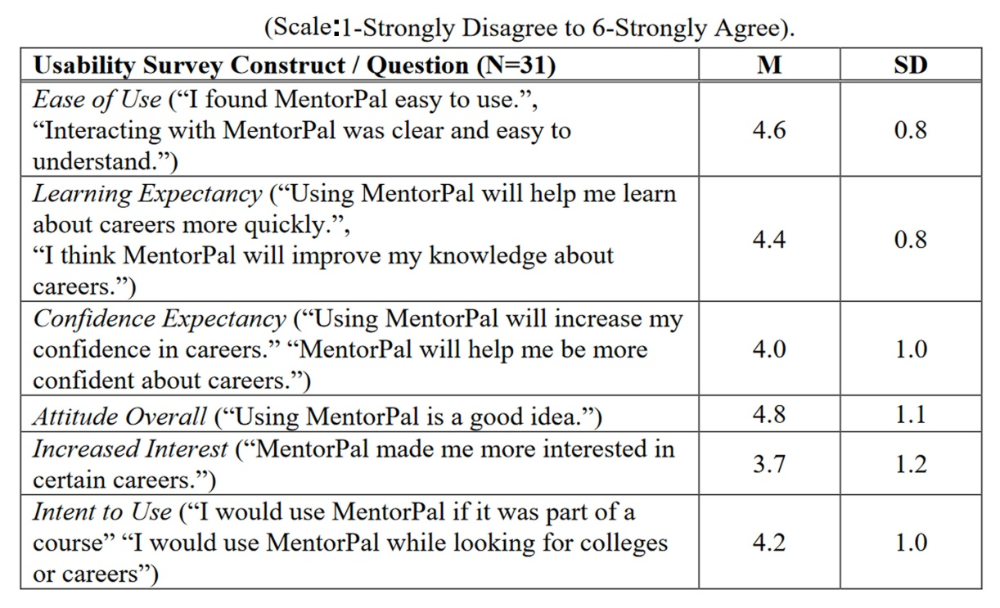 (Scale:1-Strongly Disagree to 6-Strongly Agree).
Usability Survey Construct / Question (N=31) M SD
Ease of Use (“I found MentorPal easy to use.”,
“Interacting with MentorPal was clear and easy to
understand.”)
4.6 0.8
Learning Expectancy (“Using MentorPal will help me learn
about careers more quickly.”,
“I think MentorPal will improve my knowledge about
careers.”)
4.4 0.8
Confidence Expectancy (“Using MentorPal will increase my
confidence in careers.” “MentorPal will help me be more
confident about careers.”)
4.0 1.0
Attitude Overall (“Using MentorPal is a good idea.”) 4.8 1.1
Increased Interest (“MentorPal made me more interested in
certain careers.”)
3.7 1.2
Intent to Use (“I would use MentorPal if it was part of a
course” “I would use MentorPal while looking for colleges
or careers”)
4.2 1.0